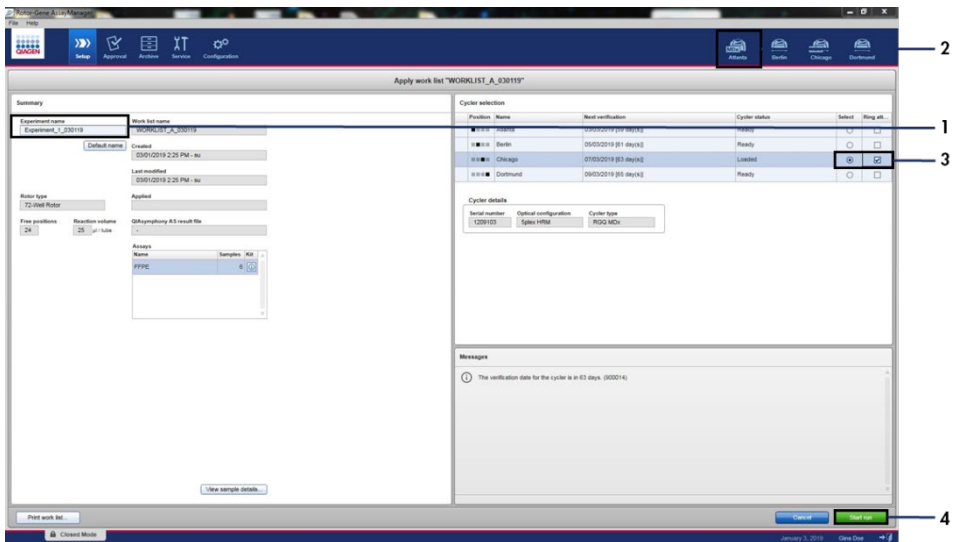 Rotor-Gene AssayManager
File Help
QIAGEN
Setup Approval Archive Service Configuration
Atlanta Berlin Chicago Dortmund
2
Apply work list "WORKLIST_A_030119"
Summary
Experiment name
Experiment_1_030119
Default name
Work list name
WORKLIST_A_030119
Created
03/01/2019 2:25 PM - su
Last modified
03/01/2019 2:25 PM - su
Rotor type
72-Well Rotor
Applied
Free positions Reaction volume QIAsymphony AS result file
24 25 µl / tube -
Assays
Name Samples Kit
FFPE 6
View sample details...
Cycler selection
Position Name Next verification Cycler status Select Ring att...
Atlanta 03/03/2019 [59 day(s)] Ready
1
Berlin 05/03/2019 [61 day(s)] Ready
Chicago 07/03/2019 [63 day(s)] Loaded
3
Dortmund 09/03/2019 [65 day(s)] Ready
Cycler details
Serial number Optical configuration Cycler type
1209103 5plex HRM RGQ MDx
Messages
The verification date for the cycler is in 63 days. (900014)
Print work list... Cancel Start run
4
Closed Mode January 3, 2019 Gina Doe